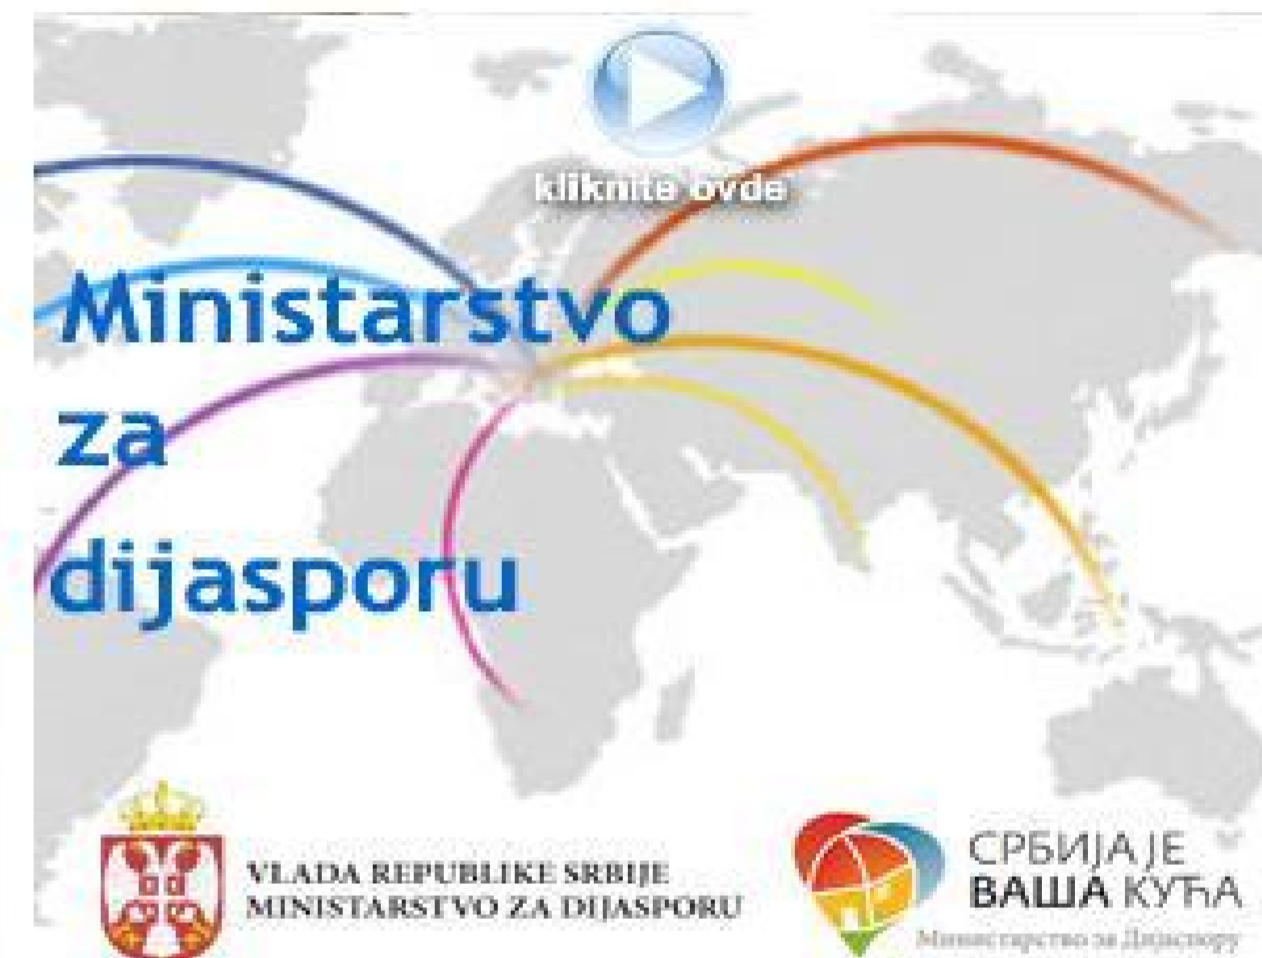 kliknite ovde
Ministarstvo
za
dijasporu
VLADA REPUBLIKE SRBIJE
MINISTARSTVO ZA DIJASPORU
СРБИЈА ЈЕ
ВАША КУЋА
Министарство за Дијаспору